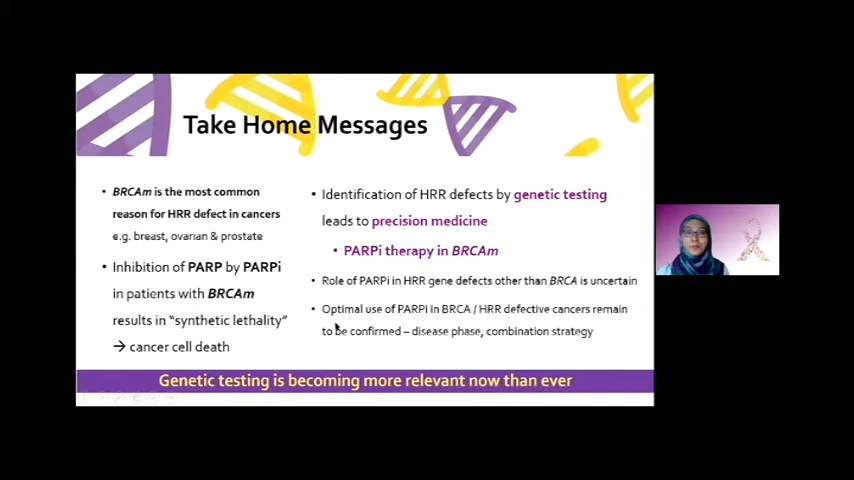 Take Home Messages
• BRCAm is the most common
reason for HRR defect in cancers
e.g. breast, ovarian & prostate
• Inhibition of PARP by PARPi
in patients with BRCAm
results in “synthetic lethality”
→ cancer cell death
• Identification of HRR defects by genetic testing
leads to precision medicine
• PARPi therapy in BRCAm
• Role of PARPi in HRR gene defects other than BRCA is uncertain
• Optimal use of PARPi in BRCA / HRR defective cancers remain
to be confirmed – disease phase, combination strategy
Genetic testing is becoming more relevant now than ever